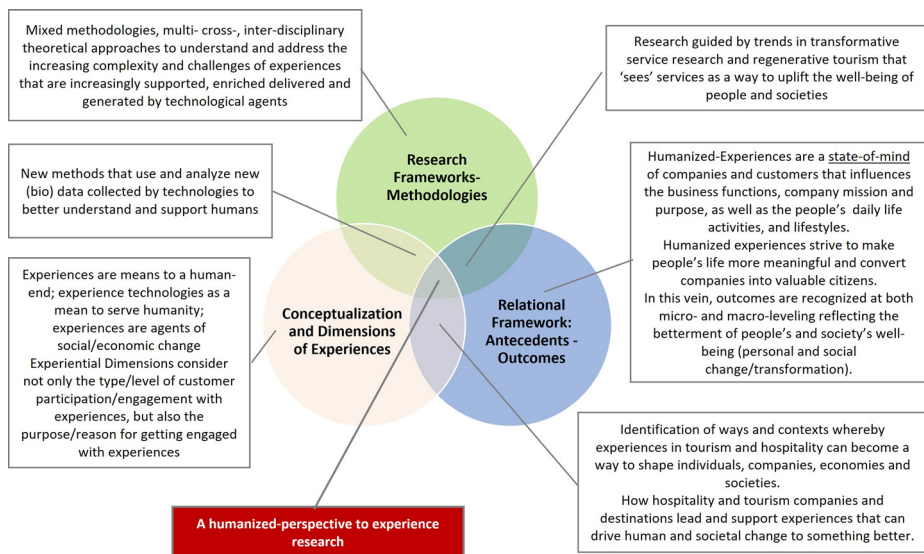 Mixed methodologies, multi- cross-, inter-disciplinary
theoretical approaches to understand and address the
increasing complexity and challenges of experiences
that are increasingly supported, enriched delivered and
generated by technological agents
Research guided by trends in transformative
service research and regenerative tourism that
‘sees’ services as a way to uplift the well-being of
people and societies
Research
Frameworks-
Methodologies
New methods that use and analyze new
(bio) data collected by technologies to
better understand and support humans
Humanized-Experiences are a state-of-mind
of companies and customers that influences
the business functions, company mission and
purpose, as well as the people’s daily life
activities, and lifestyles.
Humanized experiences strive to make
people’s life more meaningful and convert
companies into valuable citizens.
In this vein, outcomes are recognized at both
micro- and macro-leveling reflecting the
betterment of people’s and society’s well-
being (personal and social
change/transformation).
Experiences are means to a human-
end; experience technologies as a
mean to serve humanity;
experiences are agents of
social/economic change
Experiential Dimensions consider
not only the type/level of customer
participation/engagement with
experiences, but also the
purpose/reason for getting engaged
with experiences
Conceptualization
and Dimensions
of Experiences
Relational
Framework:
Antecedents -
Outcomes
Identification of ways and contexts whereby
experiences in tourism and hospitality can become a
way to shape individuals, companies, economies and
societies.
How hospitality and tourism companies and
destinations lead and support experiences that can
drive human and societal change to something better.
A humanized-perspective to experience
research